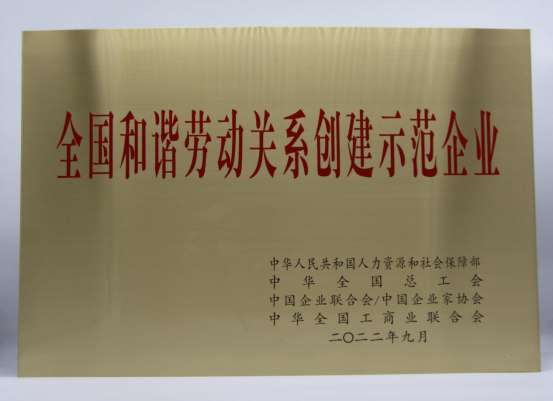 全国和谐劳动关系创建示范企业
中华人民共和国人力资源和社会保障部
中华全国总工会
中国企业联合会/中国企业家协会
中华全国工商业联合会
二〇二二年九月